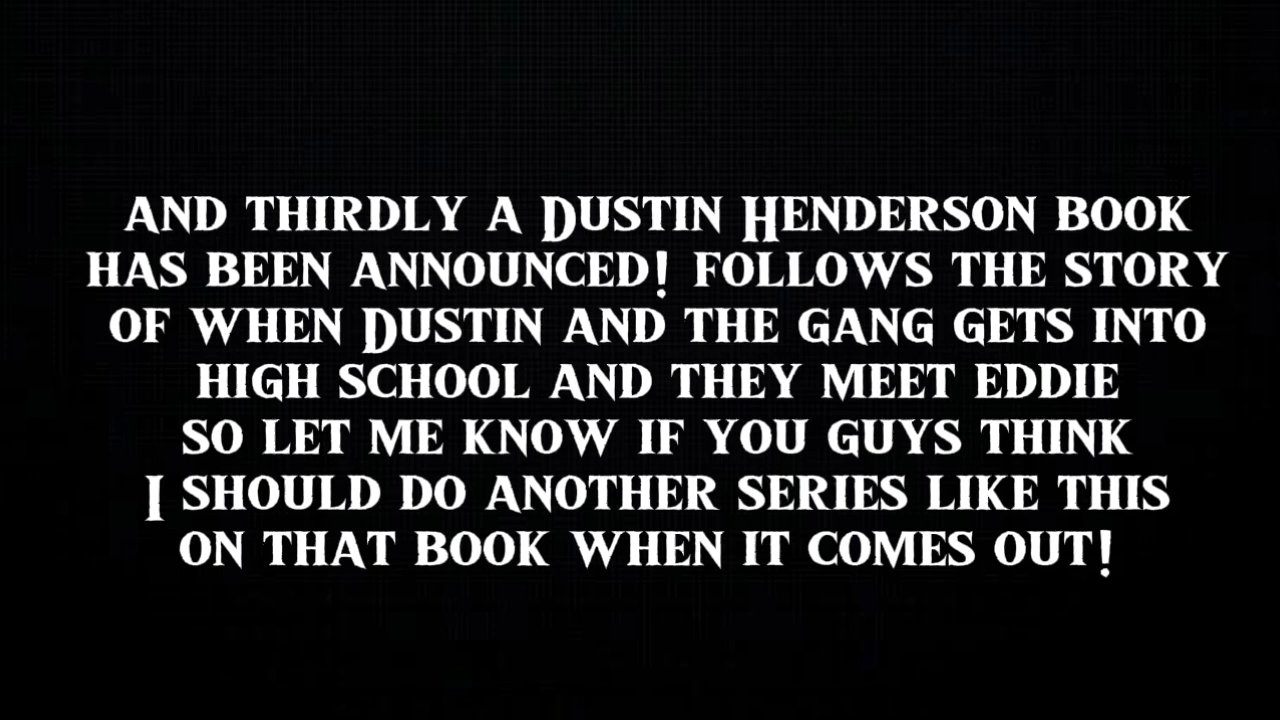 and thirdly a Dustin Henderson book
has been announced! follows the story
of when Dustin and the gang gets into
high school and they meet eddie
so let me know if you guys think
I should do another series like this
on that book when it comes out!